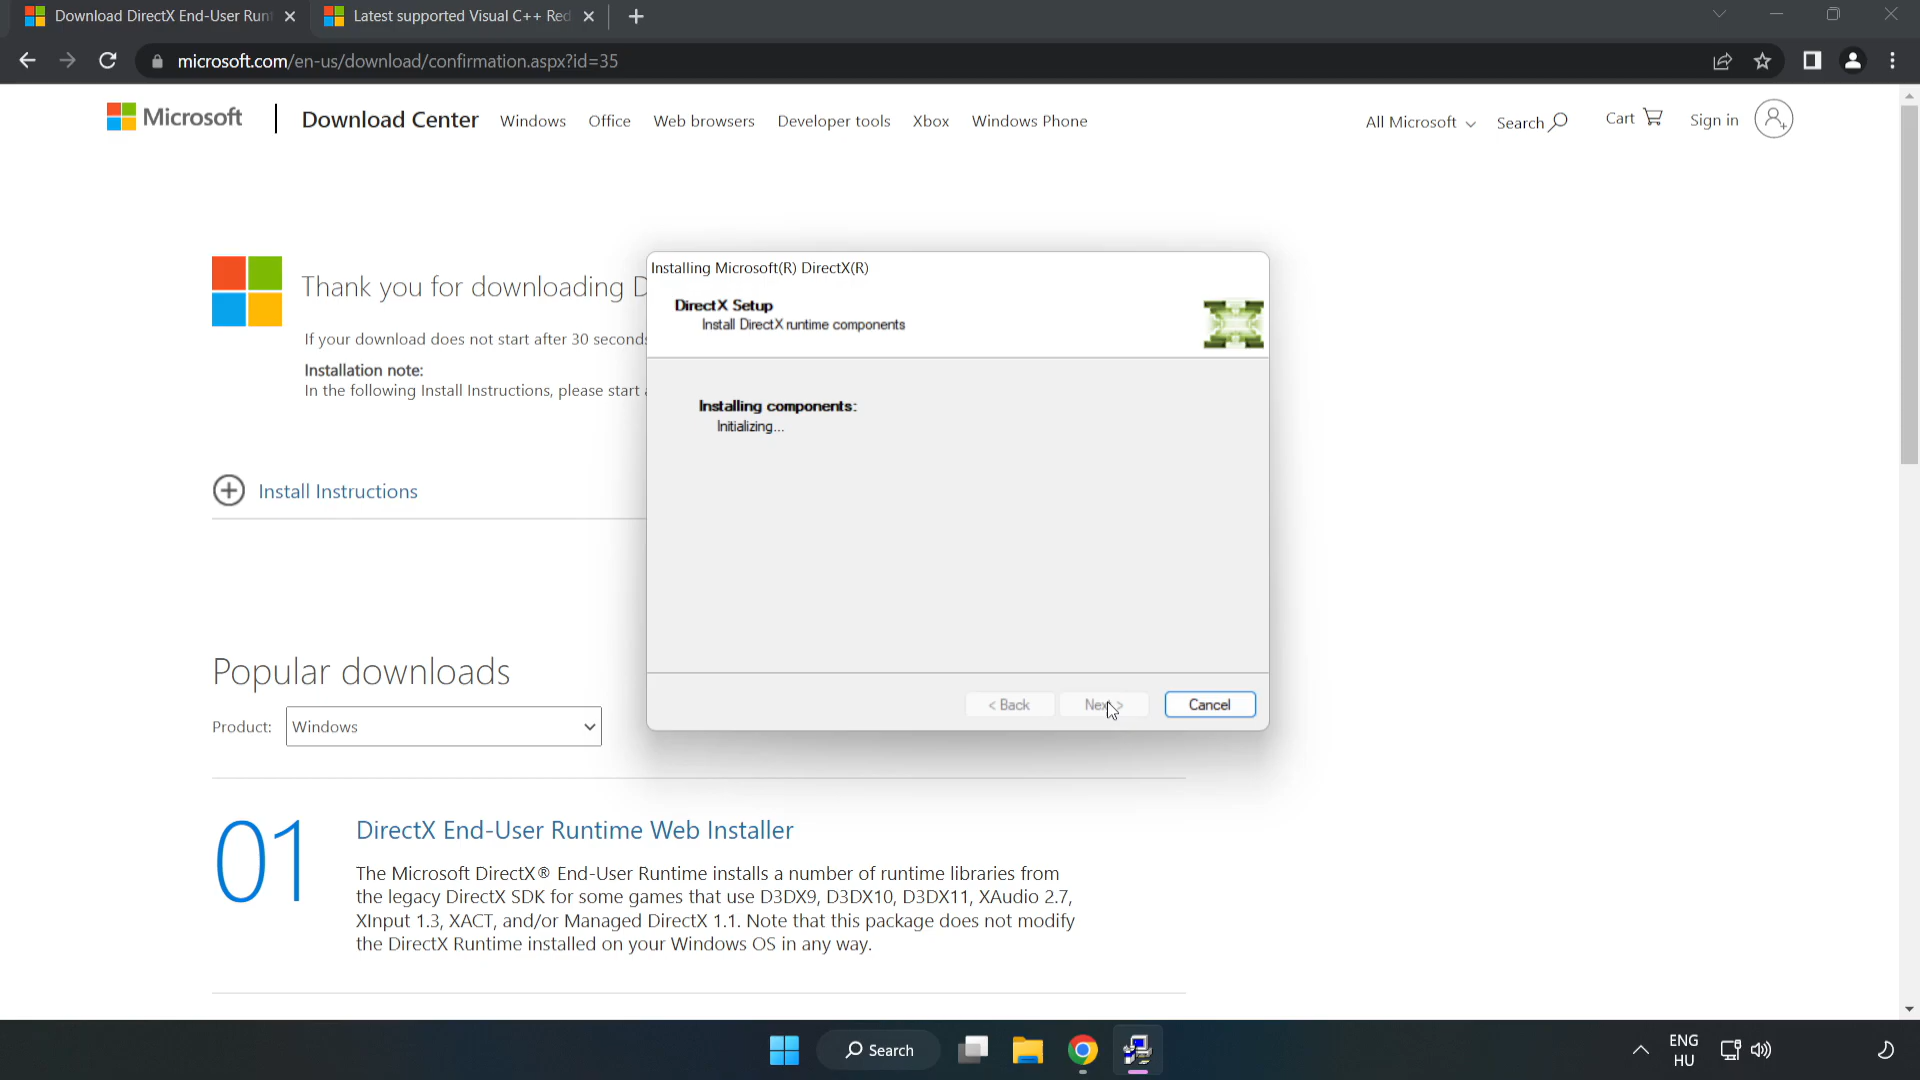 Download DirectX End-User Run
Latest supported Visual C++ Red
microsoft.com/en-us/download/confirmation.aspx?id=35
Microsoft
Download Center
Windows
Office
Web browsers
Developer tools
Xbox
Windows Phone
All Microsoft
Search
Cart
Sign in
Thank you for downloading D
If your download does not start after 30 seconds
Installation note:
In the following Install Instructions, please start a
Install Instructions
Installing Microsoft(R) DirectX(R)
DirectX Setup
Install DirectX runtime components
Installing components:
Initializing...
< Back
Next >
Cancel
Popular downloads
Product:
Windows
01
DirectX End-User Runtime Web Installer
The Microsoft DirectX® End-User Runtime installs a number of runtime libraries from
the legacy DirectX SDK for some games that use D3DX9, D3DX10, D3DX11, XAudio 2.7,
XInput 1.3, XACT, and/or Managed DirectX 1.1. Note that this package does not modify
the DirectX Runtime installed on your Windows OS in any way.
Search
ENG
HU